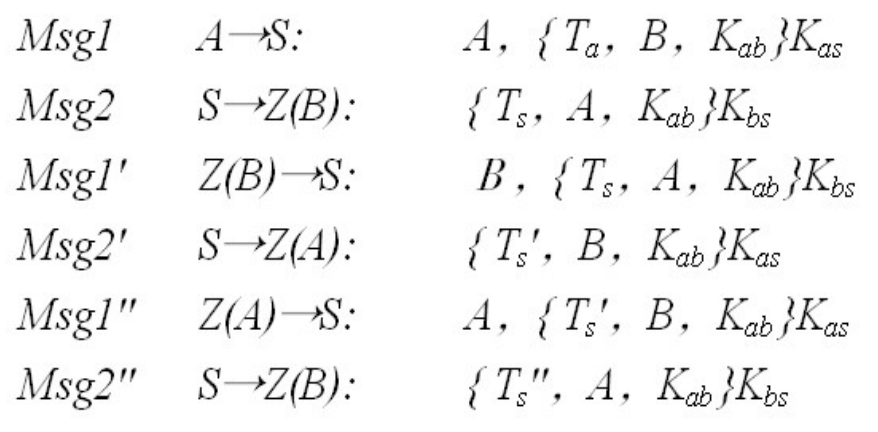 Msg1 A→S: A, {Ta, B, Kab}Kas
Msg2 S→Z(B): {Ts, A, Kab}Kbs
Msg1' Z(B)→S: B, {Ts, A, Kab}Kbs
Msg2' S→Z(A): {Ts', B, Kab}Kas
Msg1" Z(A)→S: A, {Ts', B, Kab}Kas
Msg2" S→Z(B): {Ts", A, Kab}Kbs